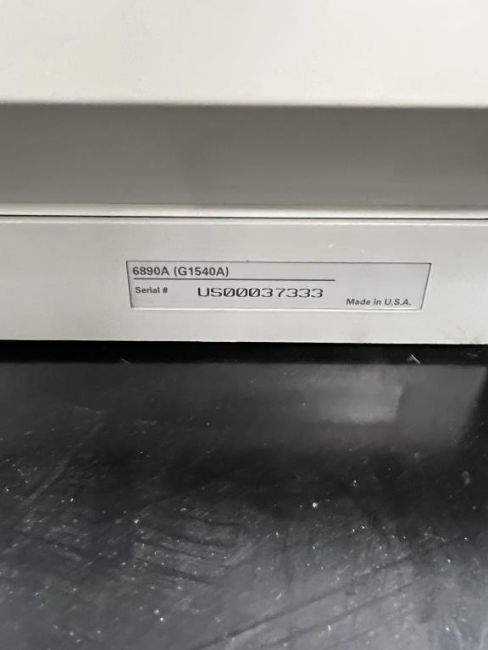 6890A (G1540A)
Serial # US00037333
Made in U.S.A.